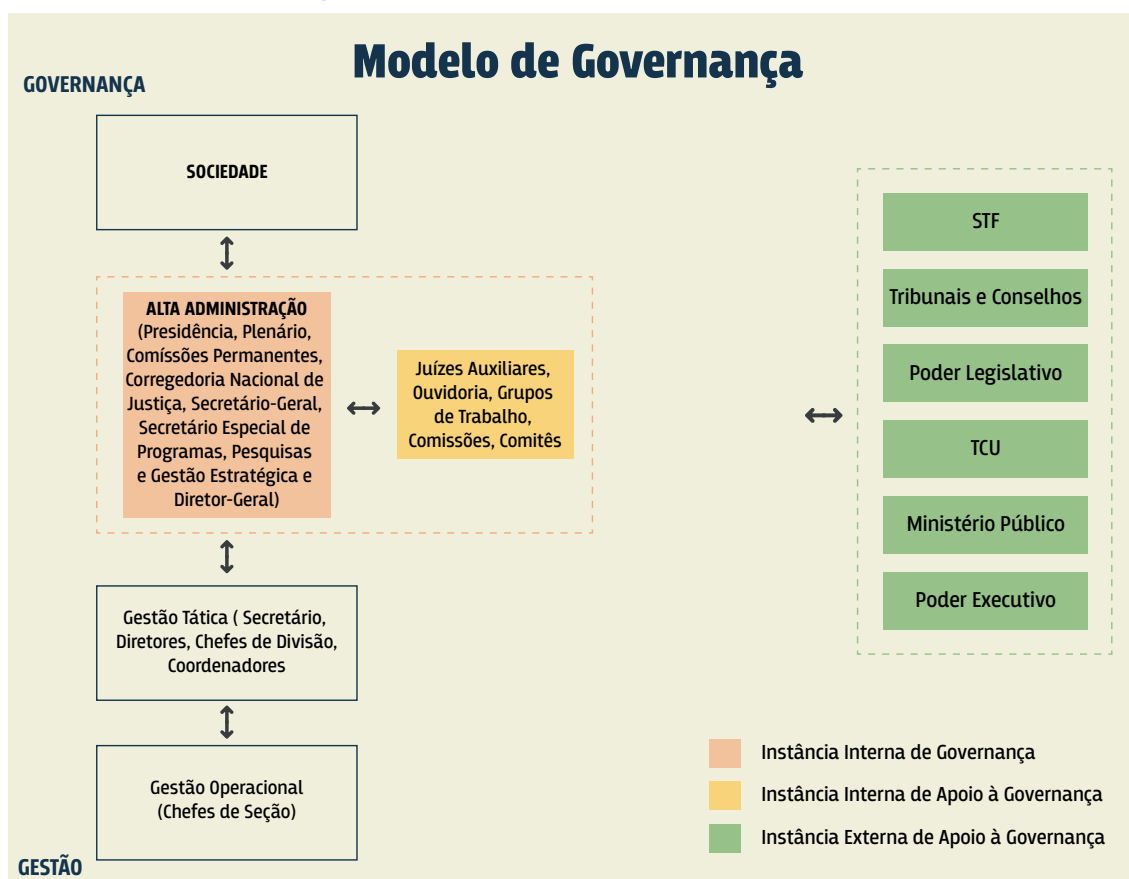 Modelo de Governança
GOVERNANÇA
SOCIEDADE
ALTA ADMINISTRAÇÃO
(Presidência, Plenário,
Comíssões Permanentes,
Corregedoria Nacional de
Justiça, Secretário-Geral,
Secretário Especial de
Programas, Pesquisas
e Gestão Estratégica e
Diretor-Geral)
Juízes Auxiliares,
Ouvidoria, Grupos
de Trabalho,
Comissões, Comitês
Gestão Tática ( Secretário,
Diretores, Chefes de Divisão,
Coordenadores
Gestão Operacional
(Chefes de Seção)
GESTÃO
STF
Tribunais e Conselhos
Poder Legislativo
TCU
Ministério Público
Poder Executivo
Instância Interna de Governança
Instância Interna de Apoio à Governança
Instância Externa de Apoio à Governança